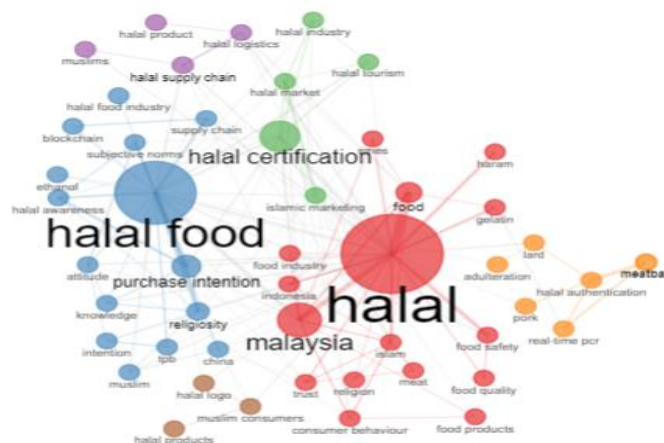 halal industry
halal product
halal logistics
muslims
halal supply chain
halal tourism
halal market
halal food industry
blockchain
supply chain
subjective norms
halal certification
haram
ethanol
halal awareness
islamic marketing
food
gelatin
halal food
food industry
lard
attitude
purchase intention
adulteration
meatba
indonesia
halal authentication
knowledge
religiosity
halal
pork
malaysia
real-time pcr
intention
tpb
china
islam
food safety
muslim
halal logo
trust
religion
meat
food quality
muslim consumers
halal products
consumer behaviour
food products